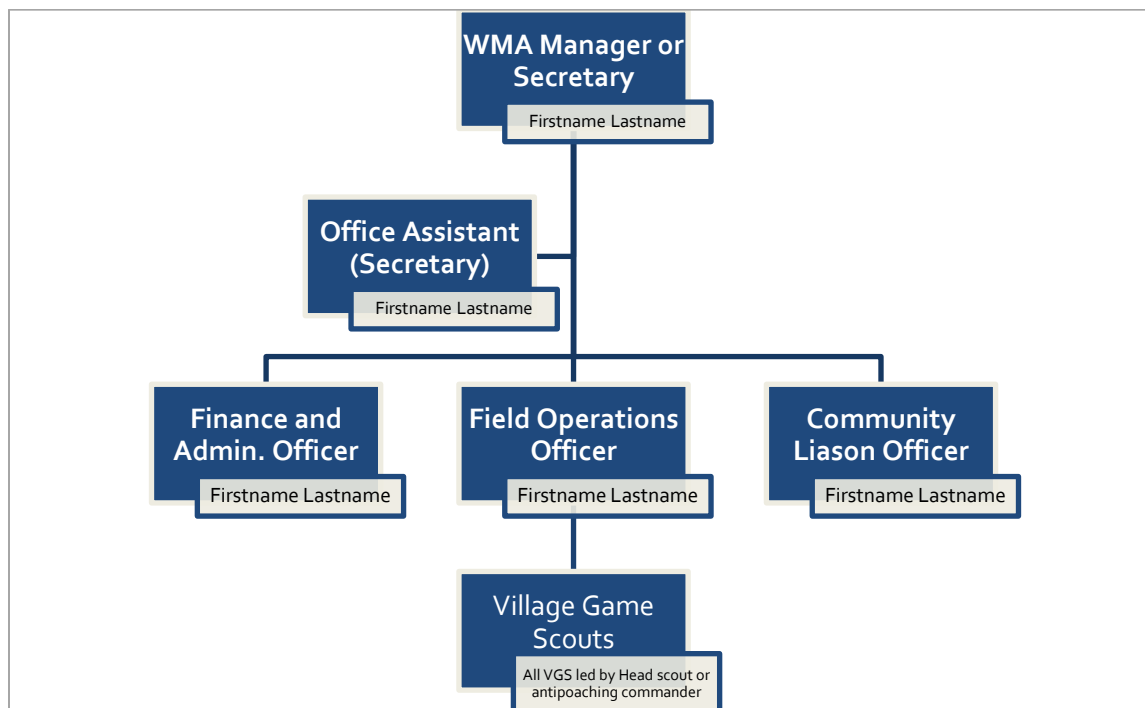 WMA Manager or
Secretary
Firstname Lastname
Office Assistant
(Secretary)
Firstname Lastname
Finance and
Admin. Officer
Firstname Lastname
Field Operations
Officer
Firstname Lastname
Community
Liason Officer
Firstname Lastname
Village Game
Scouts
All VGS led by Head scout or
antipoaching commander